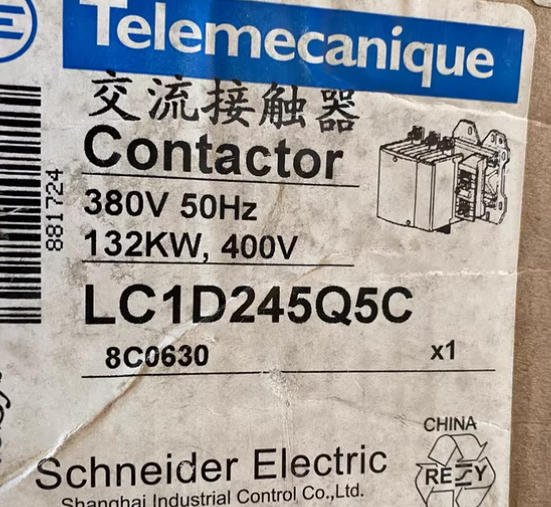 Telemecanique
交流接触器
Contactor
380V 50Hz
132KW, 400V
881724
LC1D245Q5C
8C0630 x1
CHINA
Schneider Electric
Shanghai Industrial Control Co.,Ltd.